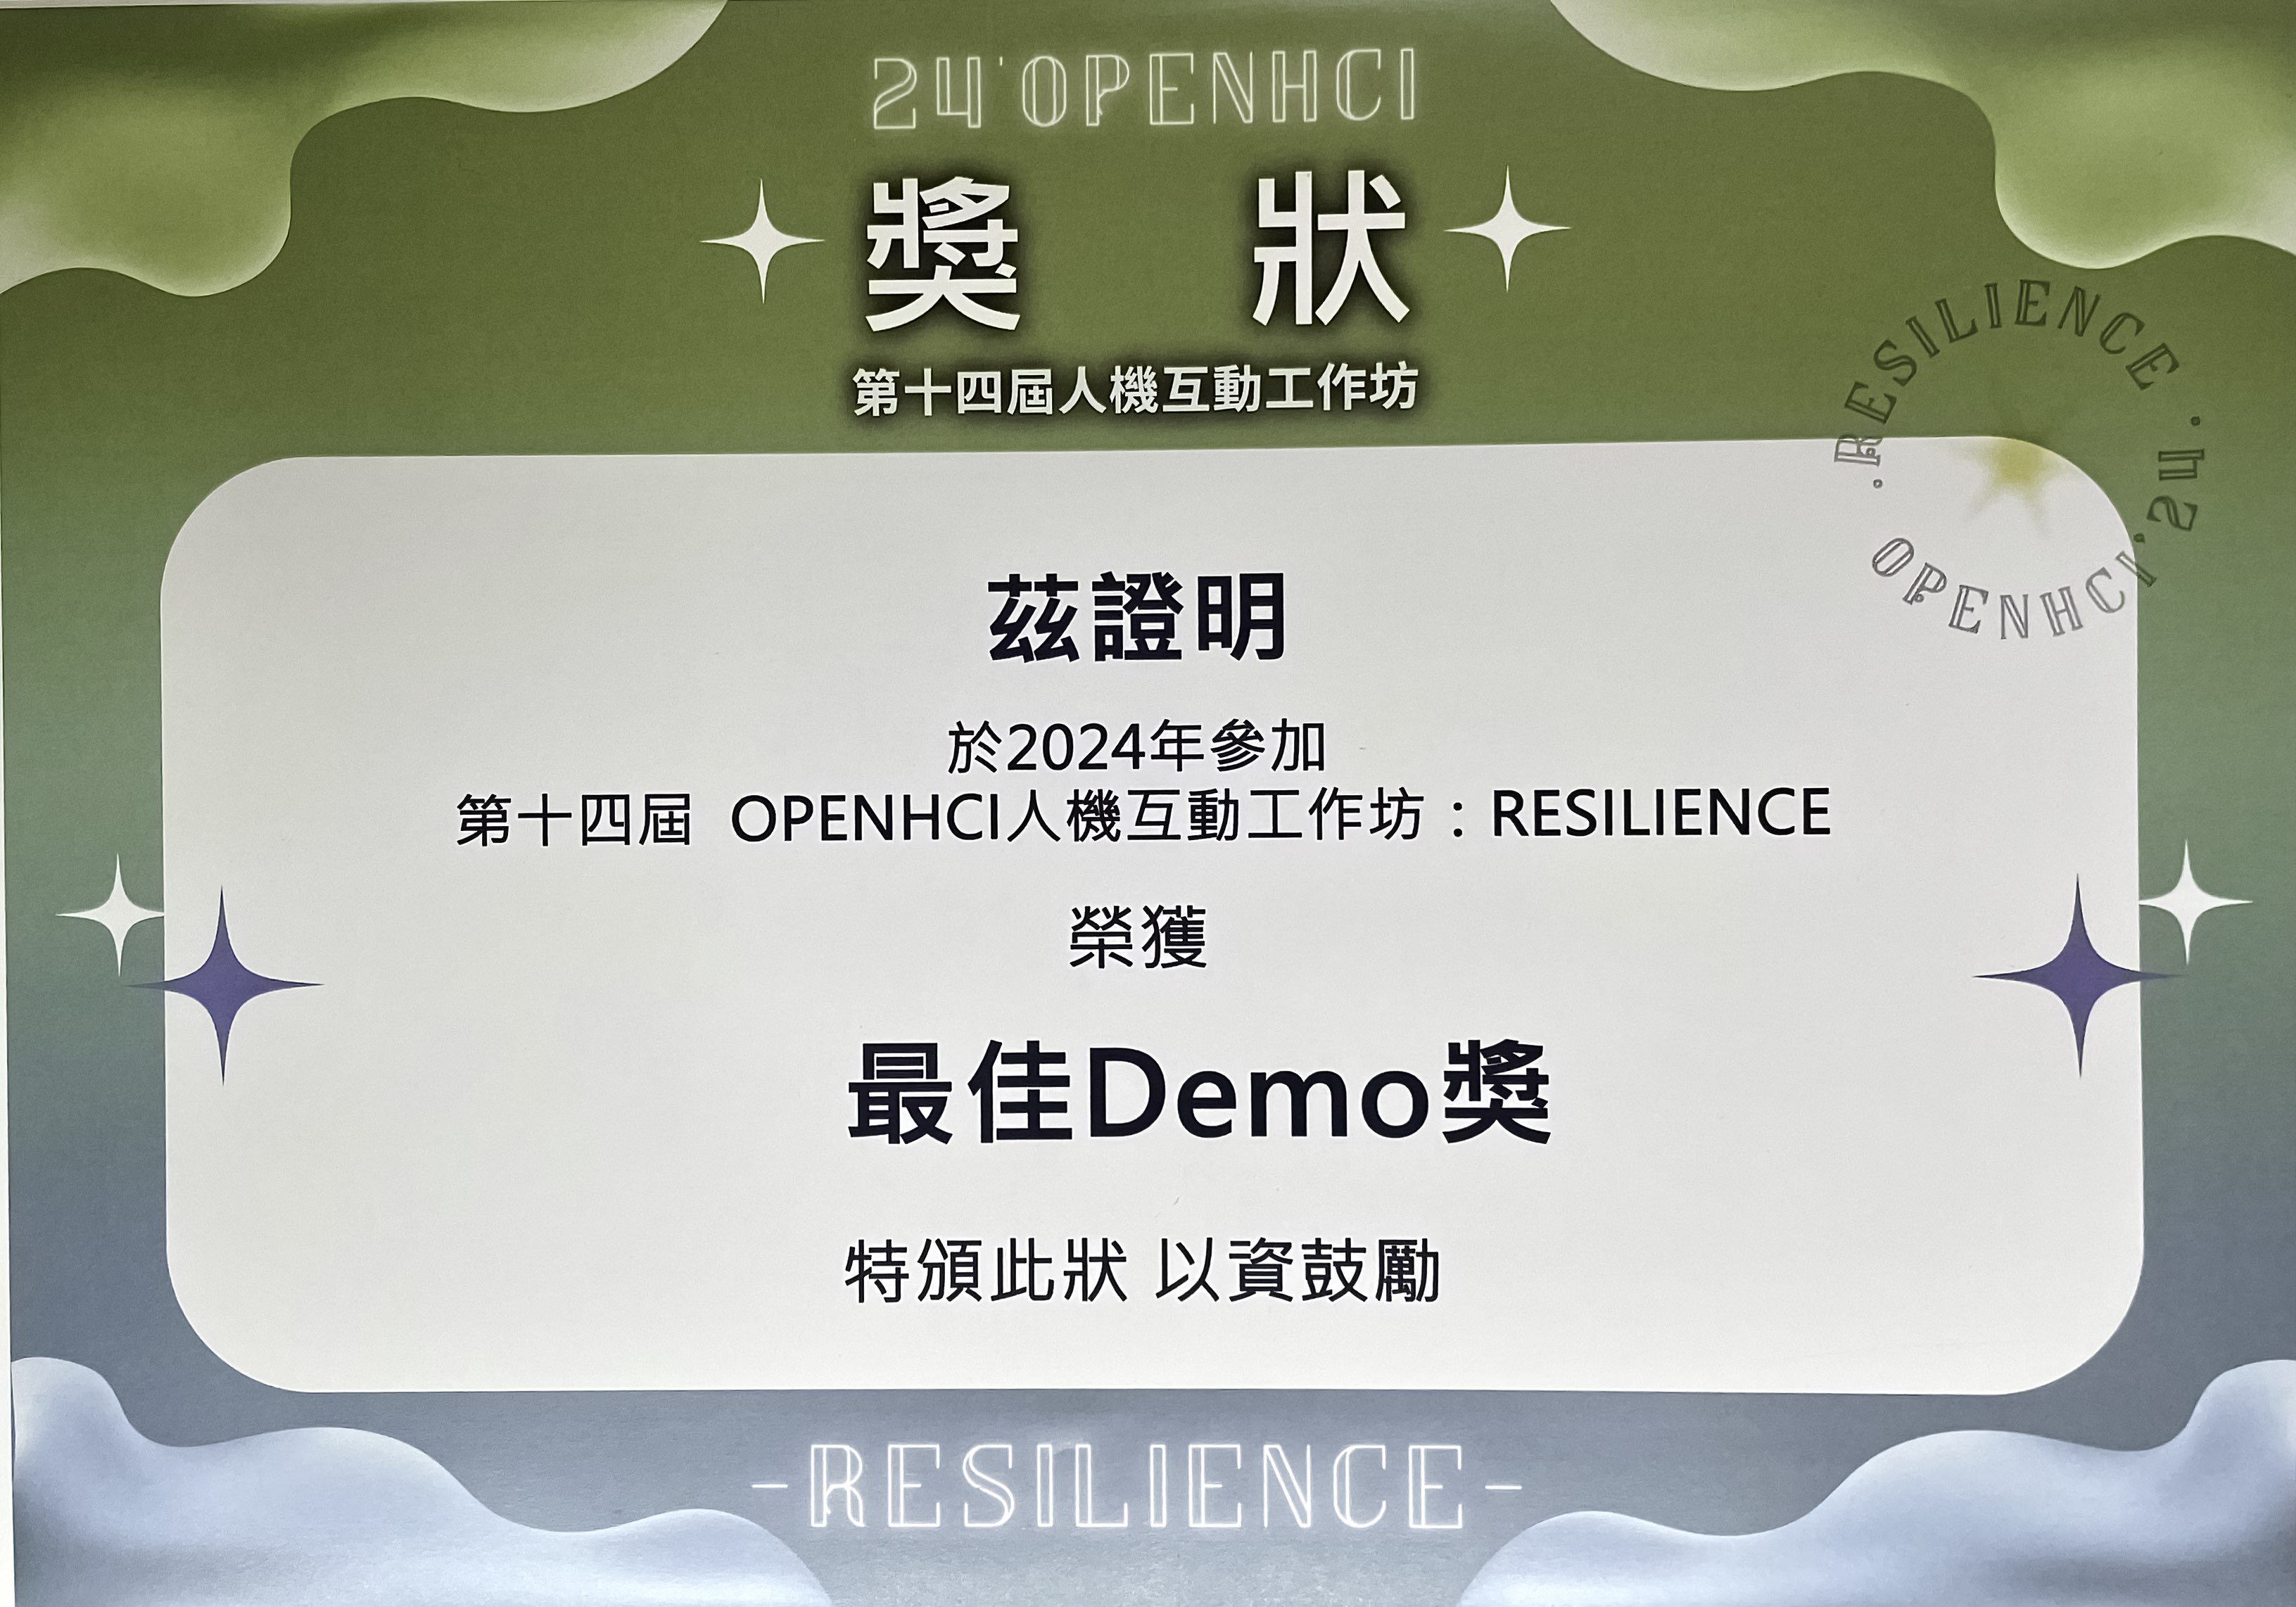 24'OPENHCI
獎 狀
第十四屆人機互動工作坊
·RESILIENCE·
OPENHCI'24
茲證明
於2024年參加
第十四屆 OPENHCI人機互動工作坊：RESILIENCE
榮獲
最佳Demo獎
特頒此狀 以資鼓勵
-RESILIENCE-